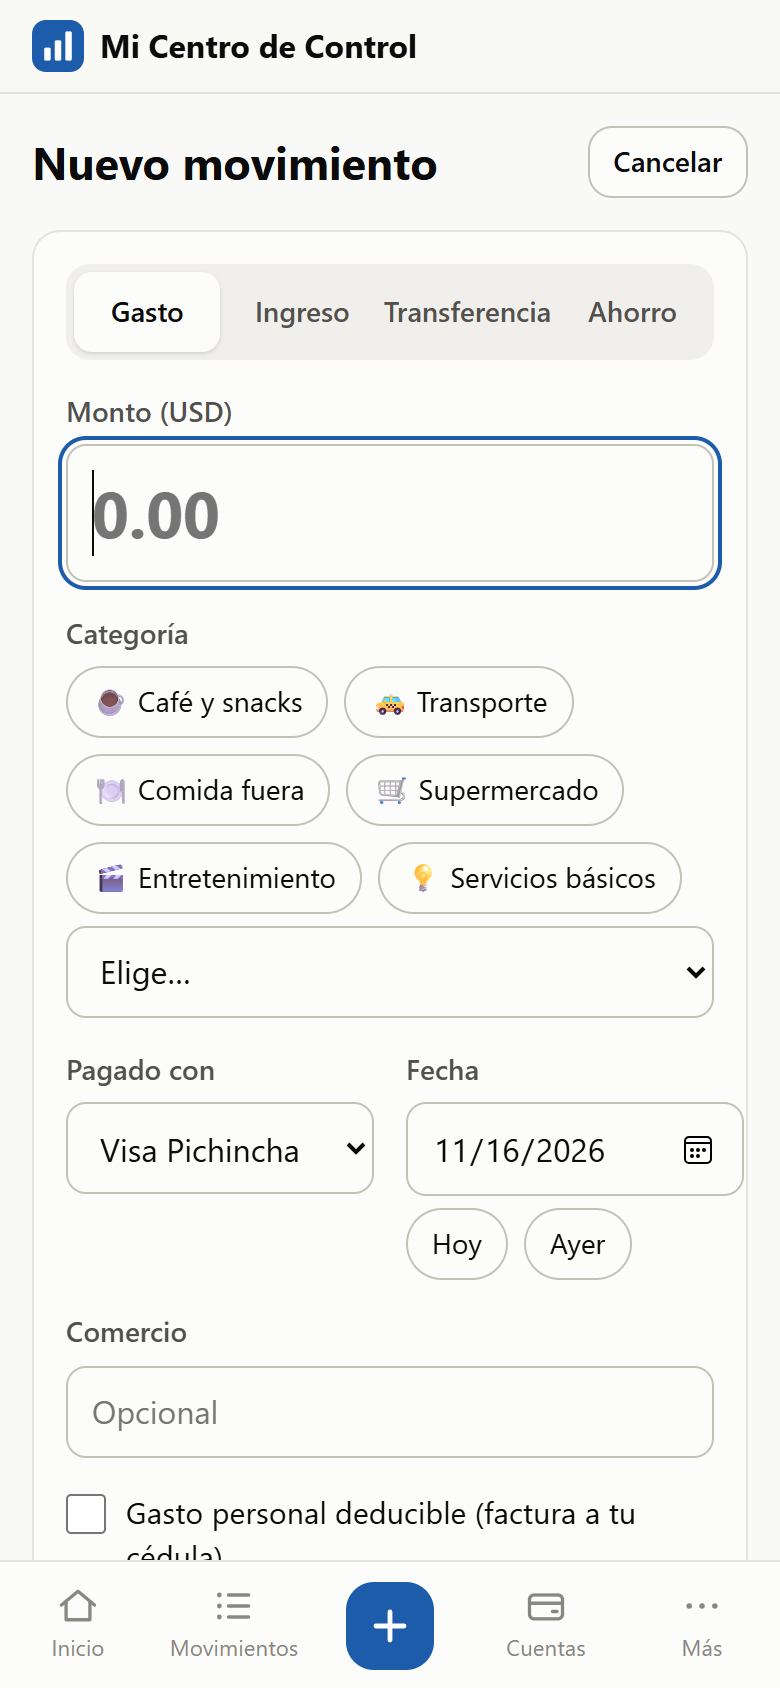 Mi Centro de Control
Nuevo movimiento
Cancelar
Gasto
Ingreso
Transferencia
Ahorro
Monto (USD)
0.00
Categoría
Café y snacks
Transporte
Comida fuera
Supermercado
Entretenimiento
Servicios básicos
Elige...
Pagado con
Fecha
Visa Pichincha
11/16/2026
Hoy
Ayer
Comercio
Opcional
Gasto personal deducible (factura a tu
cédula)
Inicio
Movimientos
Cuentas
Más